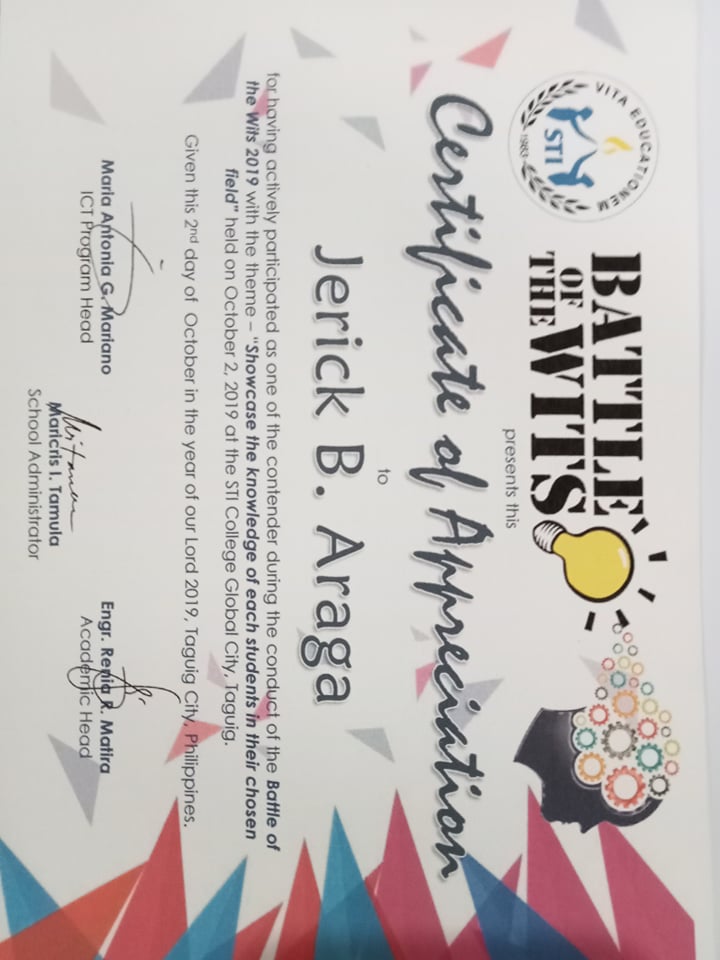 VITA EDUCATIONEM
STI
1983
BATTLE
OF
THE WITS
presents this
Certificate of Appreciation
to
Jerick B. Araga
for having actively participated as one of the contender during the conduct of the Battle of
the Wits 2019 with the theme – "Showcase the knowledge of each students in their chosen
field" held on October 2, 2019 at the STI College Global City, Taguig.
Given this 2nd day of October in the year of our Lord 2019, Taguig City, Philippines.
Maria Antonia G. Mariano
ICT Program Head
Engr. Renia R. Matira
Academic Head
Maricris I. Tamula
School Administrator